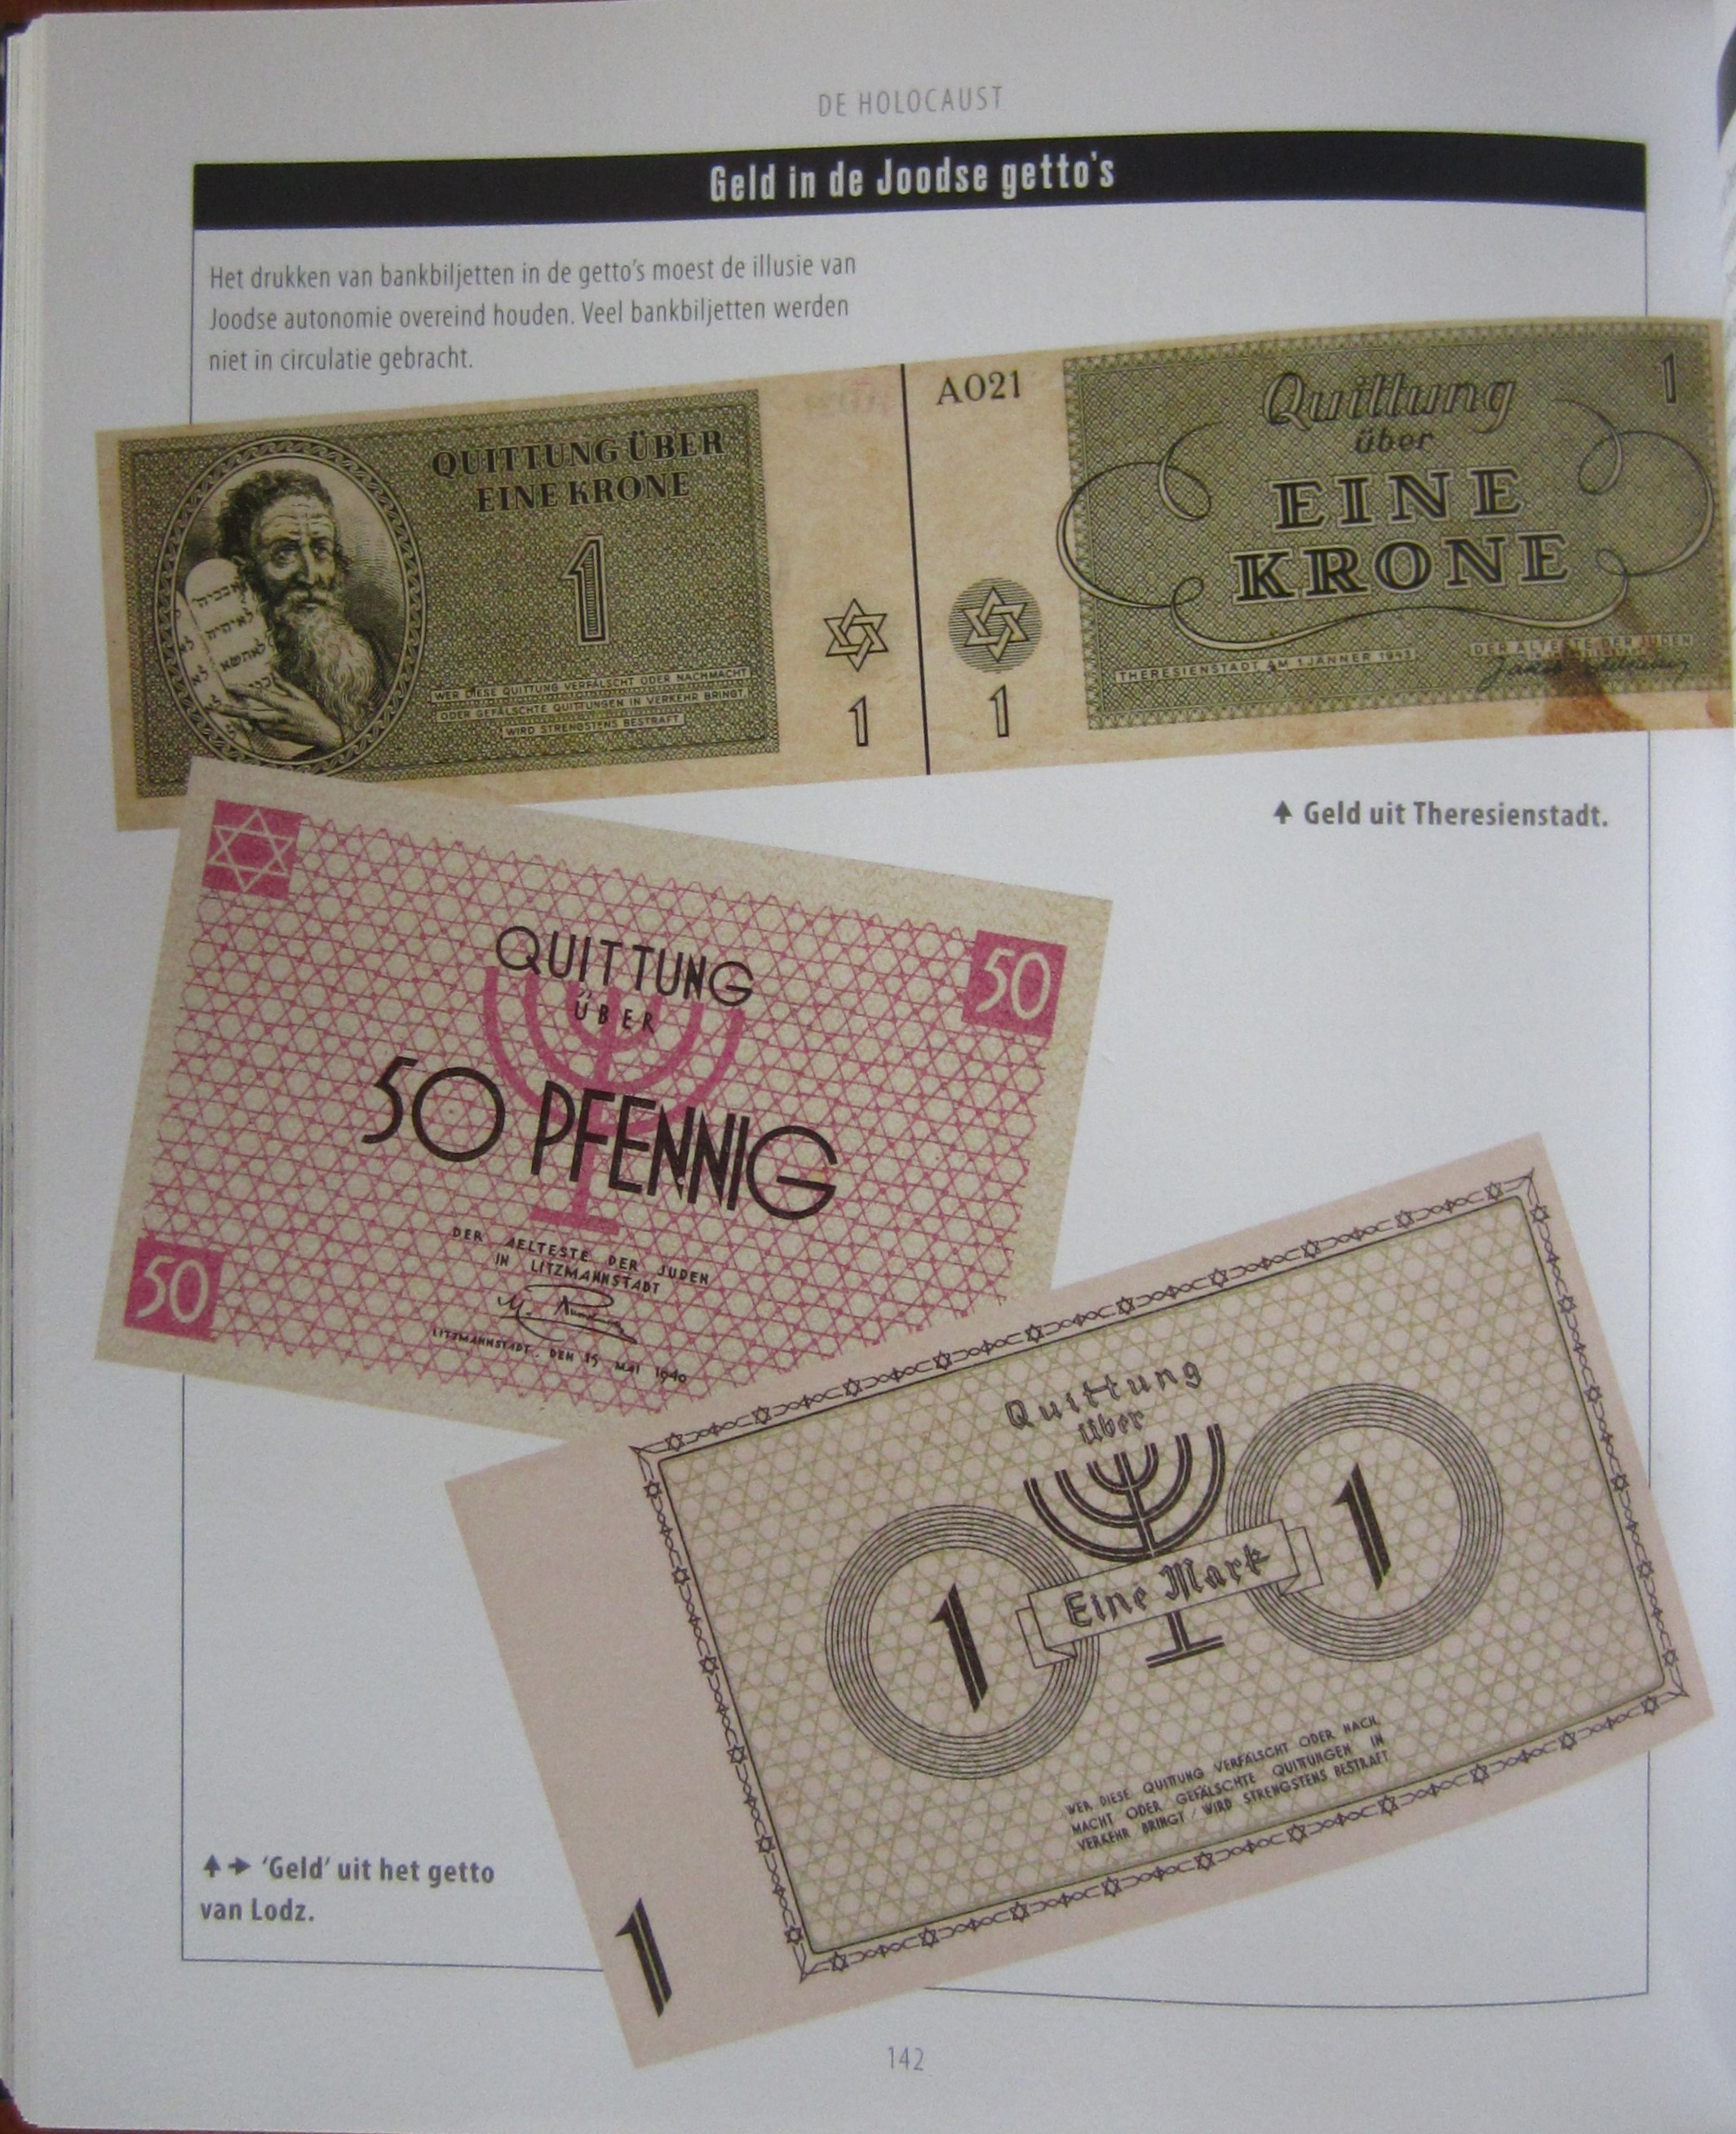 DE HOLOCAUST
Geld in de Joodse getto's
Het drukken van bankbiljetten in de getto's moest de illusie van
Joodse autonomie overeind houden. Veel bankbiljetten werden
niet in circulatie gebracht.
QUITTUNG ÜBER
EINE KRONE
1
WER DIESE QUITTUNG VERFÄLSCHT ODER NACHMACHT
ODER GEFÄLSCHTE QUITTUNGEN IN VERKEHR BRINGT,
WIRD STRENGSTENS BESTRAFT
1
A021
1
Quittung
über
EINE
KRONE
1
THERESIENSTADT AM 1. JÄNNER 1943
DER ÄLTESTE DER JUDEN
Geld uit Theresienstadt.
50
QUITTUNG
ÜBER
50 PFENNIG
DER AELTESTE DER JUDEN
IN LITZMANNSTADT
LITZMANNSTADT, DEN 15. MAI 1940
50
Quittung
über
1
Eine Mark
1
WER DIESE QUITTUNG VERFÄLSCHT ODER NACH
MACHT ODER GEFÄLSCHTE QUITTUNGEN IN
VERKEHR BRINGT / WIRD STRENGSTENS BESTRAFT
1
'Geld' uit het getto
van Lodz.
142